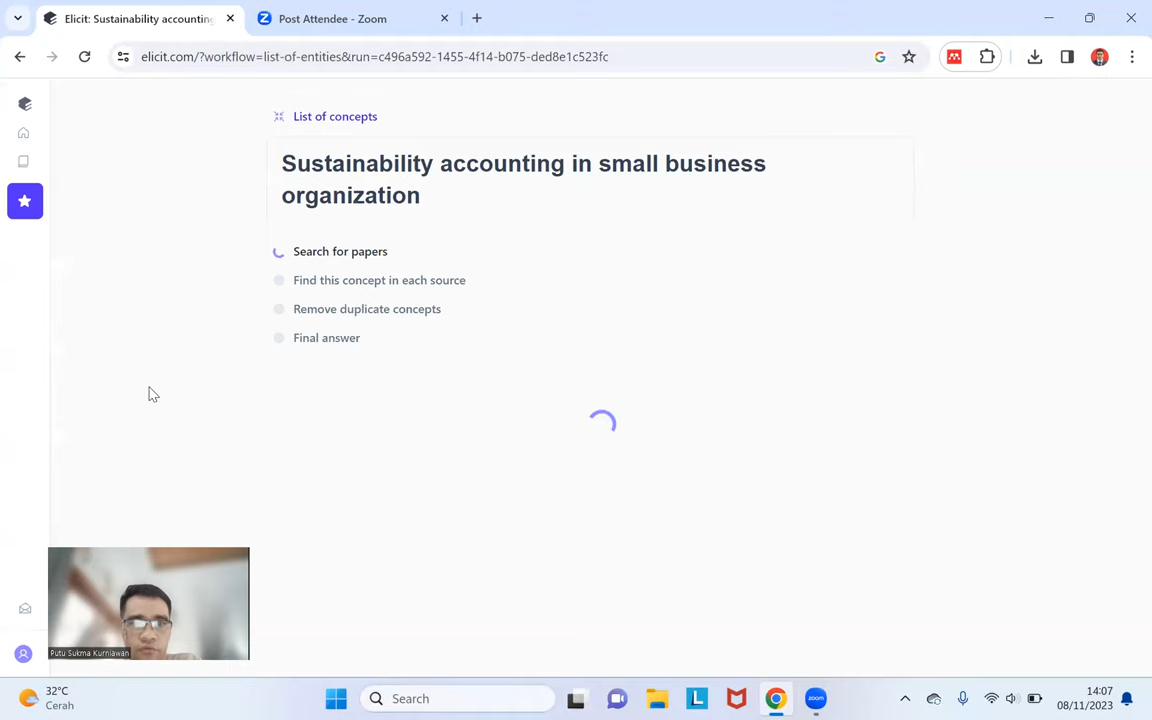 Elicit: Sustainability accounting
Post Attendee - Zoom
elicit.com/?workflow=list-of-entities&run=c496a592-1455-4f14-b075-ded8e1c523fc
List of concepts
Sustainability accounting in small business
organization
Search for papers
Find this concept in each source
Remove duplicate concepts
Final answer
Putu Sukma Kurniawan
32°C
Cerah
Search
zoom
14:07
08/11/2023